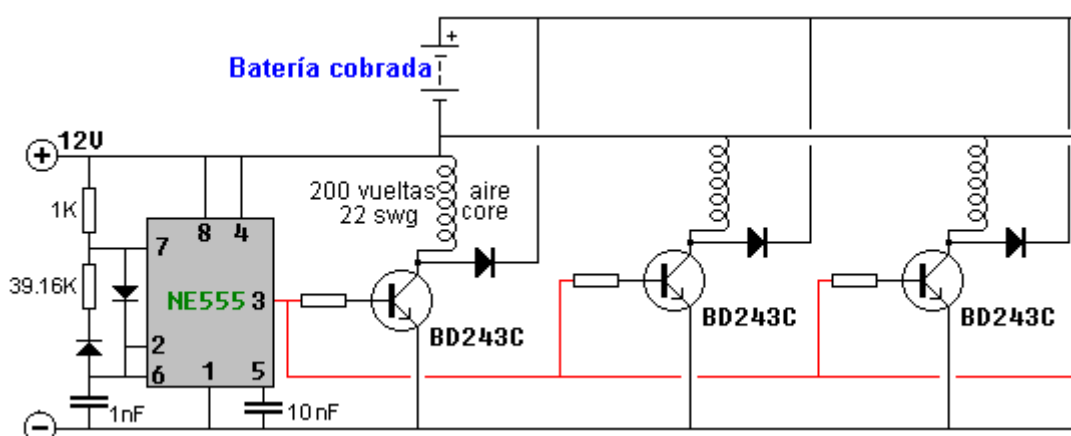 +
Batería cobrada
+ 12V
200 vueltas aire
22 swg core
1K
8 4
7
39.16K
NE555 3
BD243C
BD243C
BD243C
2
6 1 5
1nF
10nF
−